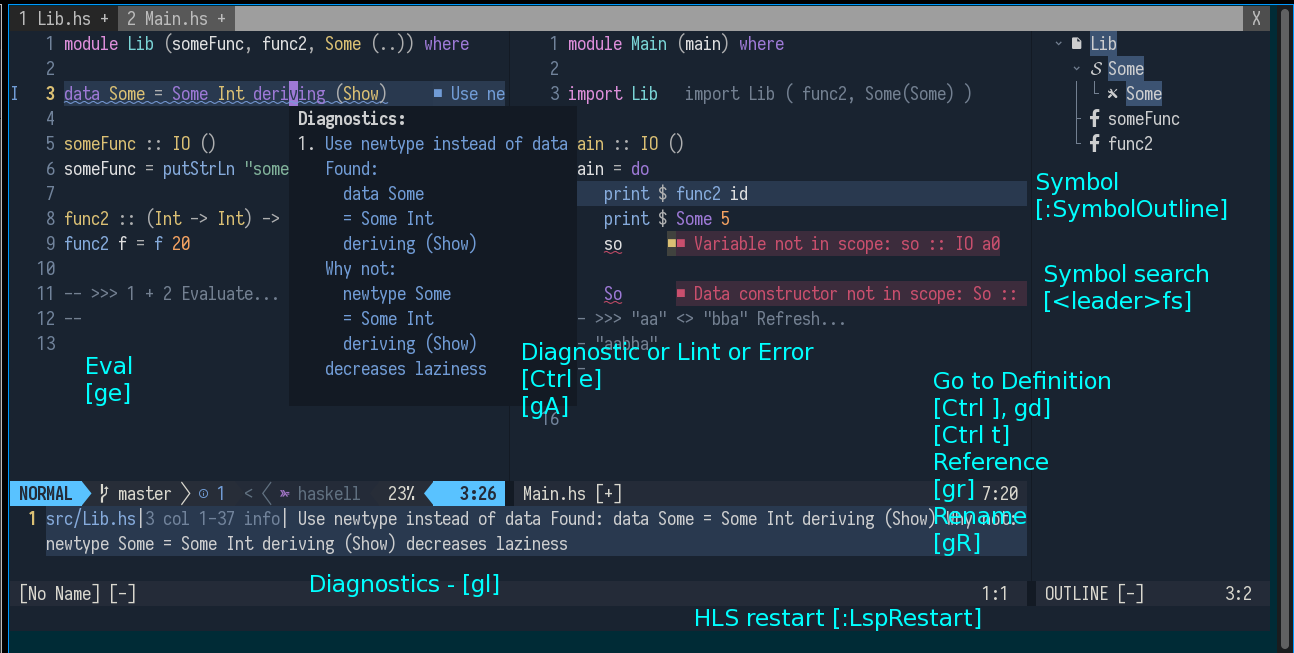 1 Lib.hs + 2 Main.hs + X
1 module Lib (someFunc, func2, Some (..)) where
2
I 3 data Some = Some Int deriving (Show) ■ Use ne
4
5 someFunc :: IO ()
6 someFunc = putStrLn "some
7
8 func2 :: (Int -> Int) ->
9 func2 f = f 20
10
11 -- >>> 1 + 2 Evaluate...
12 --
13
Diagnostics:
1. Use newtype instead of data
Found:
data Some
= Some Int
deriving (Show)
Why not:
newtype Some
= Some Int
deriving (Show)
decreases laziness
1 module Main (main) where
2
3 import Lib import Lib ( func2, Some(Some) )
ain :: IO ()
ain = do
print $ func2 id
print $ Some 5
so ■■ Variable not in scope: so :: IO a0
So ■ Data constructor not in scope: So ::
- >>> "aa" <> "bba" Refresh...
- "aabba"
-
16
Lib
Some
Some
someFunc
func2
Symbol
[:SymbolOutline]
Symbol search
[<leader>fs]
Eval
[ge]
Diagnostic or Lint or Error
[Ctrl e]
[gA]
Go to Definition
[Ctrl ], gd]
[Ctrl t]
Reference
[gr]
Rename
[gR]
NORMAL master 1 < haskell 23% 3:26
Main.hs [+] 7:20
1 src/Lib.hs|3 col 1-37 info| Use newtype instead of data Found: data Some = Some Int deriving (Show) Why not:
newtype Some = Some Int deriving (Show) decreases laziness
Diagnostics - [gl]
[No Name] [-] 1:1
OUTLINE [-] 3:2
HLS restart [:LspRestart]